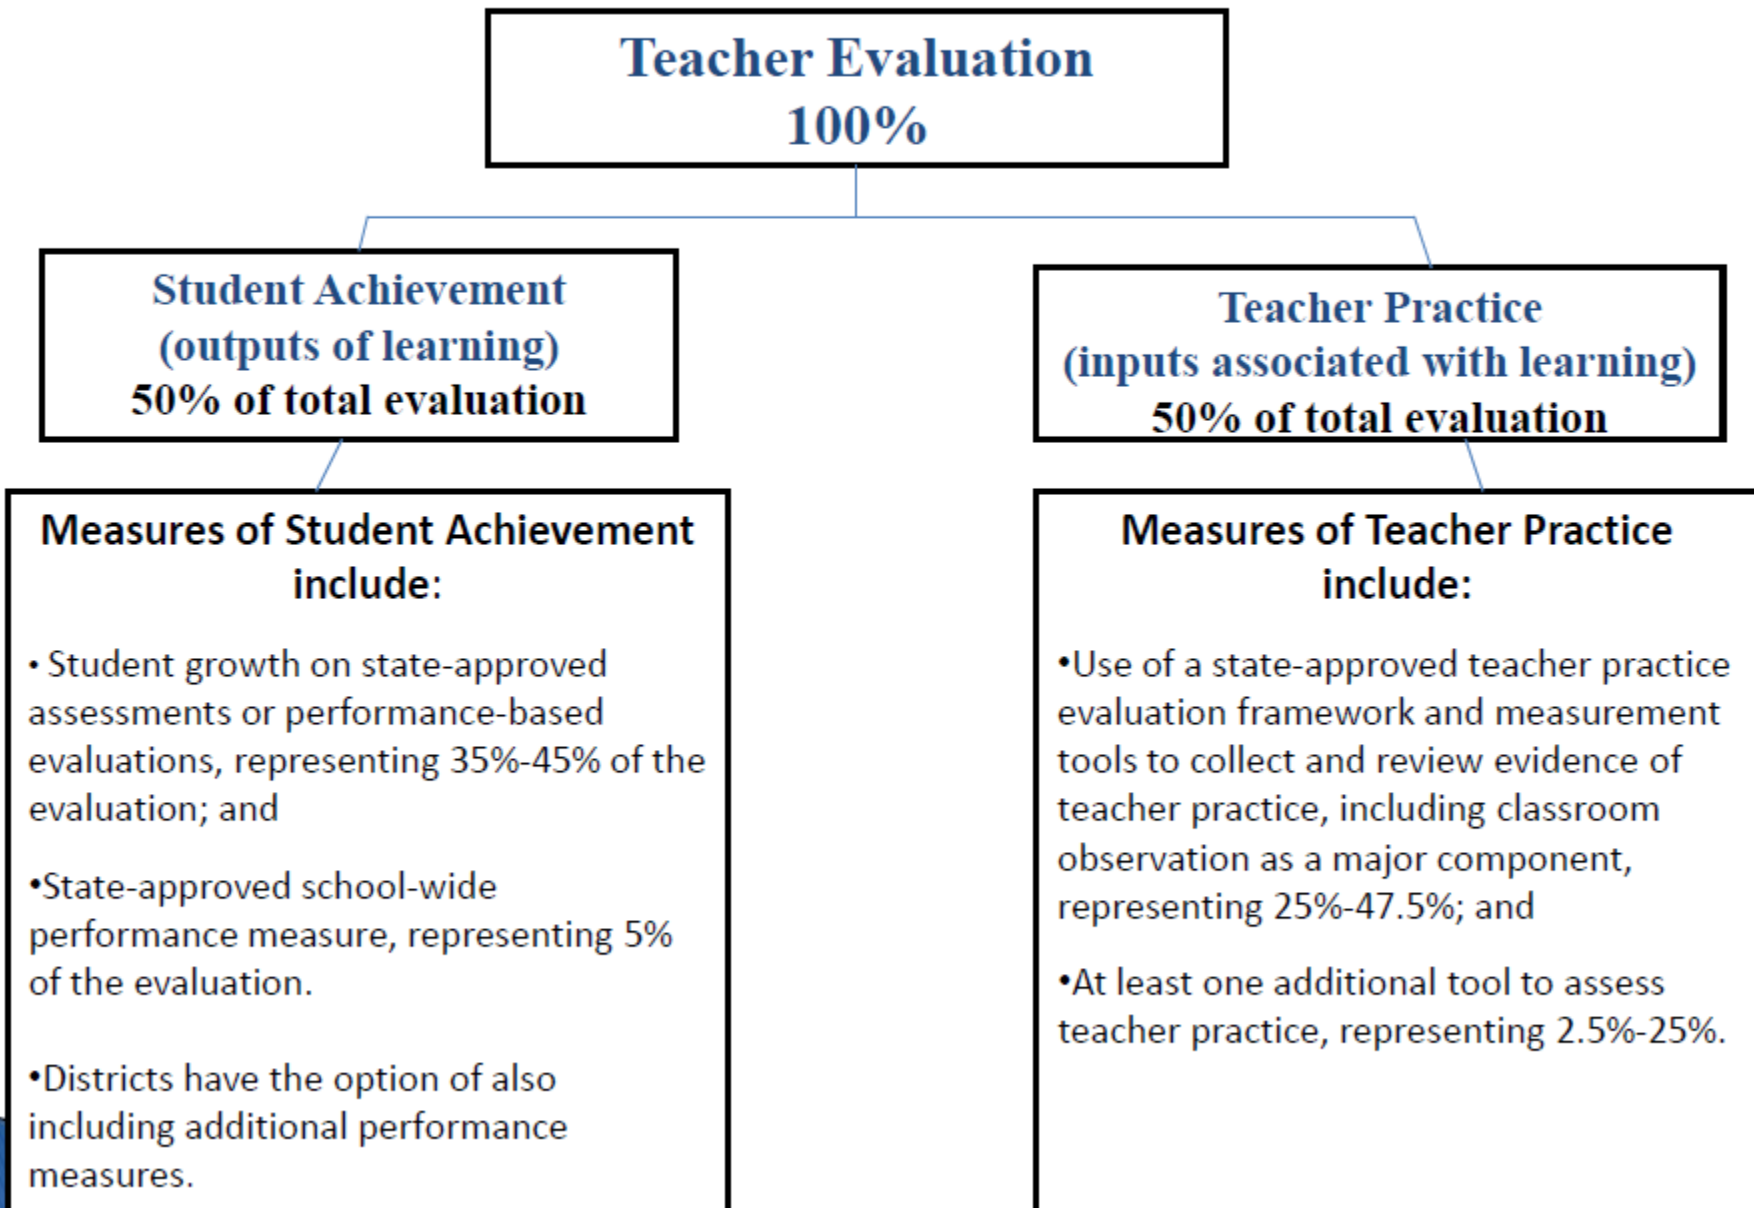 Teacher Evaluation
100%
Student Achievement
(outputs of learning)
50% of total evaluation
Teacher Practice
(inputs associated with learning)
50% of total evaluation
Measures of Student Achievement
include:
• Student growth on state-approved
assessments or performance-based
evaluations, representing 35%-45% of the
evaluation; and
•State-approved school-wide
performance measure, representing 5%
of the evaluation.
•Districts have the option of also
including additional performance
measures.
Measures of Teacher Practice
include:
•Use of a state-approved teacher practice
evaluation framework and measurement
tools to collect and review evidence of
teacher practice, including classroom
observation as a major component,
representing 25%-47.5%; and
•At least one additional tool to assess
teacher practice, representing 2.5%-25%.